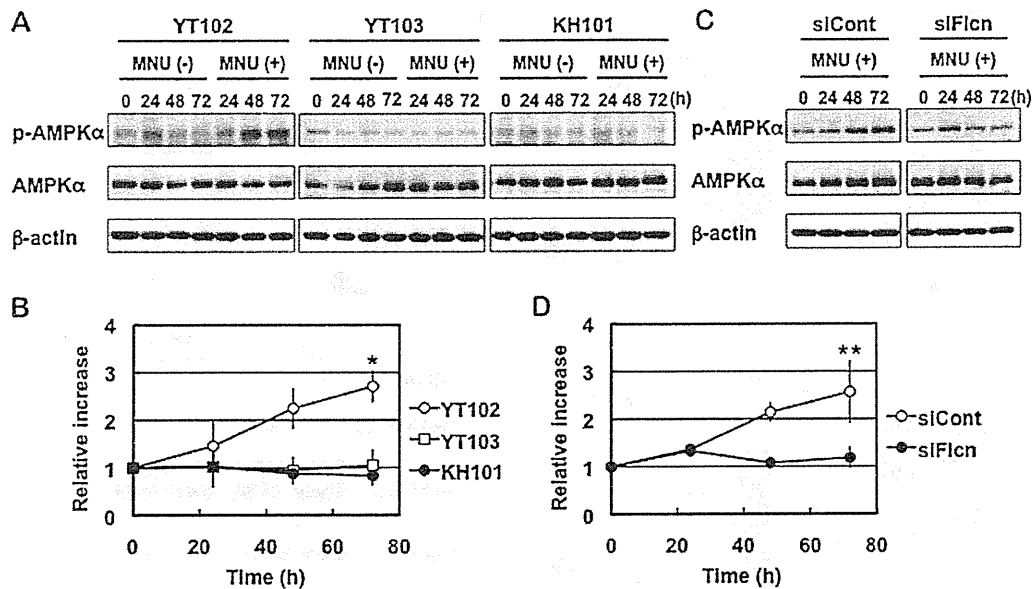 A
YT102 YT103 KH101
MNU (-) MNU (+) MNU (-) MNU (+) MNU (-) MNU (+)
0 24 48 72 24 48 72 0 24 48 72 24 48 72 0 24 48 72 24 48 72 (h)
p-AMPKα
AMPKα
β-actin
C
siCont siFlcn
MNU (+) MNU (+)
0 24 48 72 0 24 48 72 (h)
p-AMPKα
AMPKα
β-actin
B
Relative increase
4
3
2
1
0
*
0 20 40 60 80
Time (h)
YT102
YT103
KH101
D
Relative increase
4
3
2
1
0
**
0 20 40 60 80
Time (h)
siCont
siFlcn